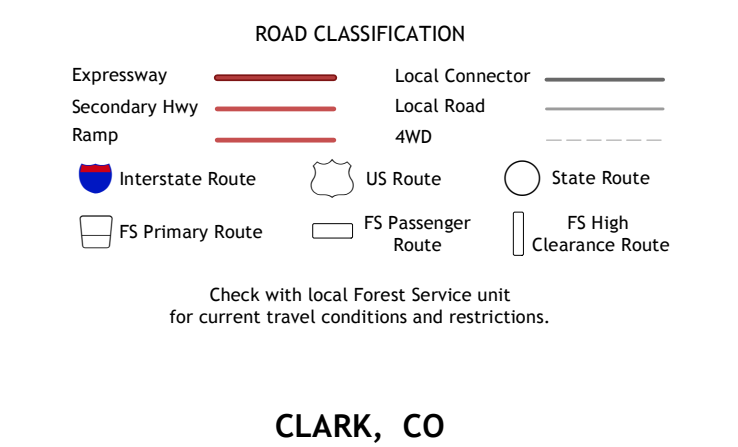 ROAD CLASSIFICATION
Expressway
Local Connector
Secondary Hwy
Local Road
Ramp
4WD
Interstate Route
US Route
State Route
FS Primary Route
FS Passenger
Route
FS High
Clearance Route
Check with local Forest Service unit
for current travel conditions and restrictions.
CLARK, CO